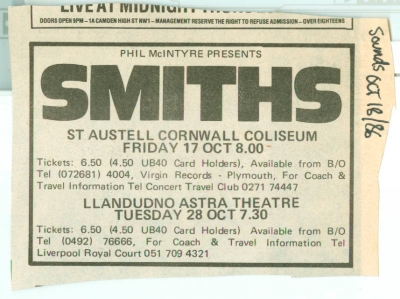 LIVE AT MIDNIGHT
DOORS OPEN 9PM – 1A CAMDEN HIGH ST NW1 – MANAGEMENT RESERVE THE RIGHT TO REFUSE ADMISSION – OVER EIGHTEENS
PHIL McINTYRE PRESENTS
SMITHS
ST AUSTELL CORNWALL COLISEUM
FRIDAY 17 OCT 8.00
Tickets: 6.50 (4.50 UB40 Card Holders), Available from B/O
Tel (072681) 4004, Virgin Records - Plymouth, For Coach &
Travel Information Tel Concert Travel Club 0271 74447
LLANDUDNO ASTRA THEATRE
TUESDAY 28 OCT 7.30
Tickets: 6.50 (4.50 UB40 Card Holders), Available from B/O
Tel (0492) 76666, For Coach & Travel Information Tel
Liverpool Royal Court 051 709 4321
Sounds Oct 18/86